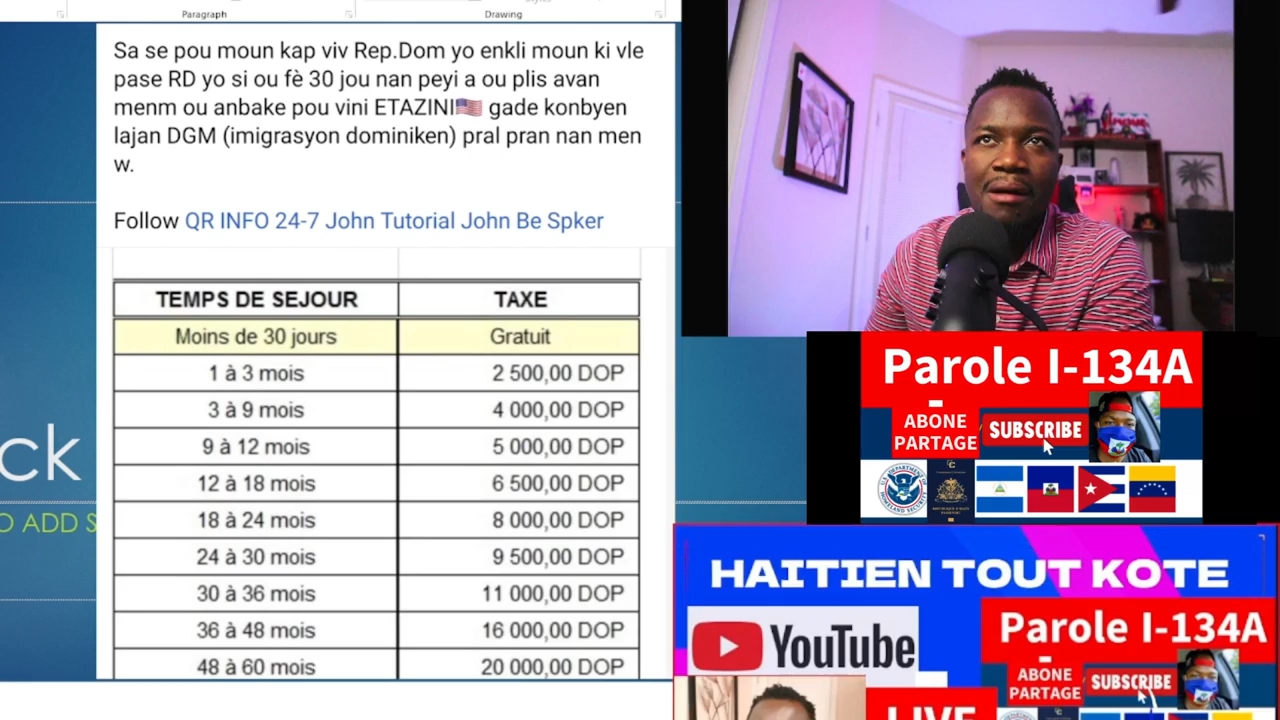 Paragraph
Drawing
Sa se pou moun kap viv Rep.Dom yo enkli moun ki vle
pase RD yo si ou fè 30 jou nan peyi a ou plis avan
menm ou anbake pou vini ETAZINI🇺🇸 gade konbyen
lajan DGM (imigrasyon dominiken) pral pran nan men
w.
Follow QR INFO 24-7 John Tutorial John Be Spker
TEMPS DE SEJOUR TAXE
Moins de 30 jours Gratuit
1 à 3 mois 2 500,00 DOP
3 à 9 mois 4 000,00 DOP
9 à 12 mois 5 000,00 DOP
12 à 18 mois 6 500,00 DOP
18 à 24 mois 8 000,00 DOP
24 à 30 mois 9 500,00 DOP
30 à 36 mois 11 000,00 DOP
36 à 48 mois 16 000,00 DOP
48 à 60 mois 20 000,00 DOP
ck
O ADD S
Parole I-134A
ABONE
PARTAGE
SUBSCRIBE
HAITIEN TOUT KOTE
YouTube
Parole I-134A
ABONE
PARTAGE
SUBSCRIBE
LIVE